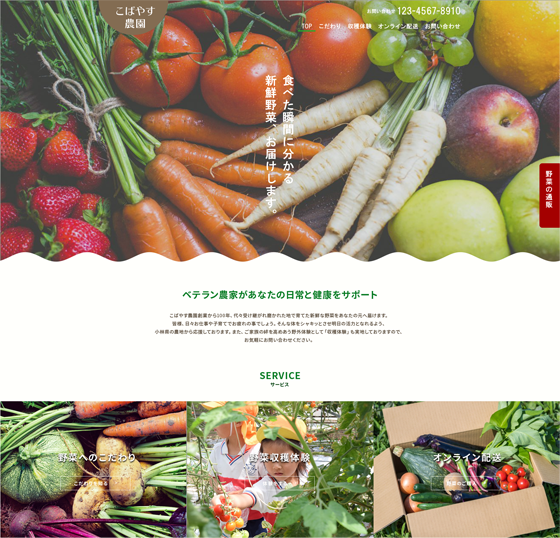 こばやす
農園
お問い合わせ 123-4567-8910
TOP こだわり 収穫体験 オンライン配送 お問い合わせ
食べた瞬間に分かる
新鮮野菜、お届けします。
野菜の通販
ベテラン農家があなたの日常と健康をサポート
こばやす農園創業から100年。代々受け継がれ磨かれた地で育てた新鮮な野菜をあなたの元へ届けます。
皆様、日々お仕事や子育てでお疲れの事でしょう。そんな体をシャキッとさせ明日の活力となれるよう、
小林県の農地から応援しております。また、ご家族の絆を高めあう野外体験として「収穫体験」も実施しておりますので、
お気軽にお問い合わせください。
SERVICE
サービス
野菜へのこだわり
こだわりを見る
野菜収穫体験
オンライン配送